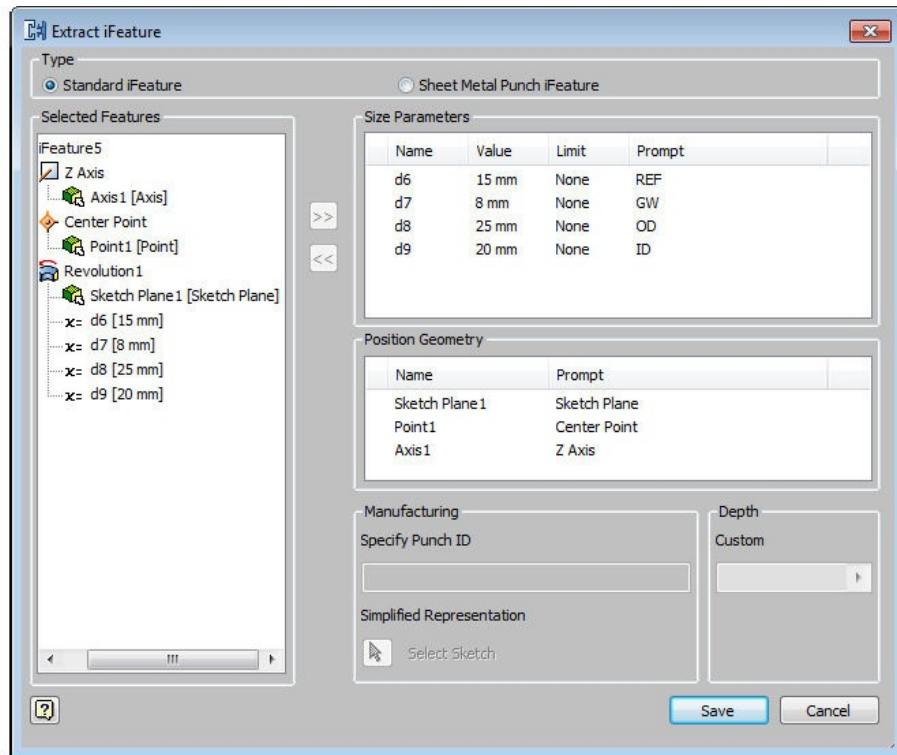 Extract iFeature
Type
Standard iFeature
Sheet Metal Punch iFeature
Selected Features
iFeature5
Z Axis
Axis1 [Axis]
Center Point
Point1 [Point]
Revolution1
Sketch Plane1 [Sketch Plane]
x= d6 [15 mm]
x= d7 [8 mm]
x= d8 [25 mm]
x= d9 [20 mm]
>>
<<
Size Parameters
Name Value Limit Prompt
d6 15 mm None REF
d7 8 mm None GW
d8 25 mm None OD
d9 20 mm None ID
Position Geometry
Name Prompt
Sketch Plane1 Sketch Plane
Point1 Center Point
Axis1 Z Axis
Manufacturing
Specify Punch ID
Simplified Representation
Select Sketch
Depth
Custom
?
Save
Cancel